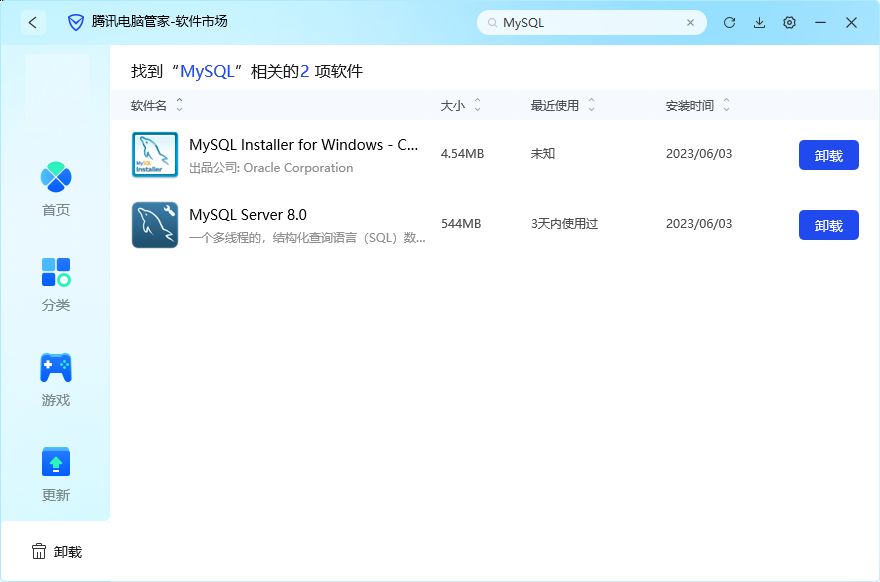 腾讯电脑管家-软件市场
MySQL
找到“MySQL”相关的2 项软件
软件名 大小 最近使用 安装时间
MySQL Installer for Windows - C...
出品公司: Oracle Corporation
4.54MB 未知 2023/06/03 卸载
MySQL Installer
MySQL Server 8.0
一个多线程的，结构化查询语言（SQL）数...
544MB 3天内使用过 2023/06/03 卸载
首页
分类
游戏
更新
卸载